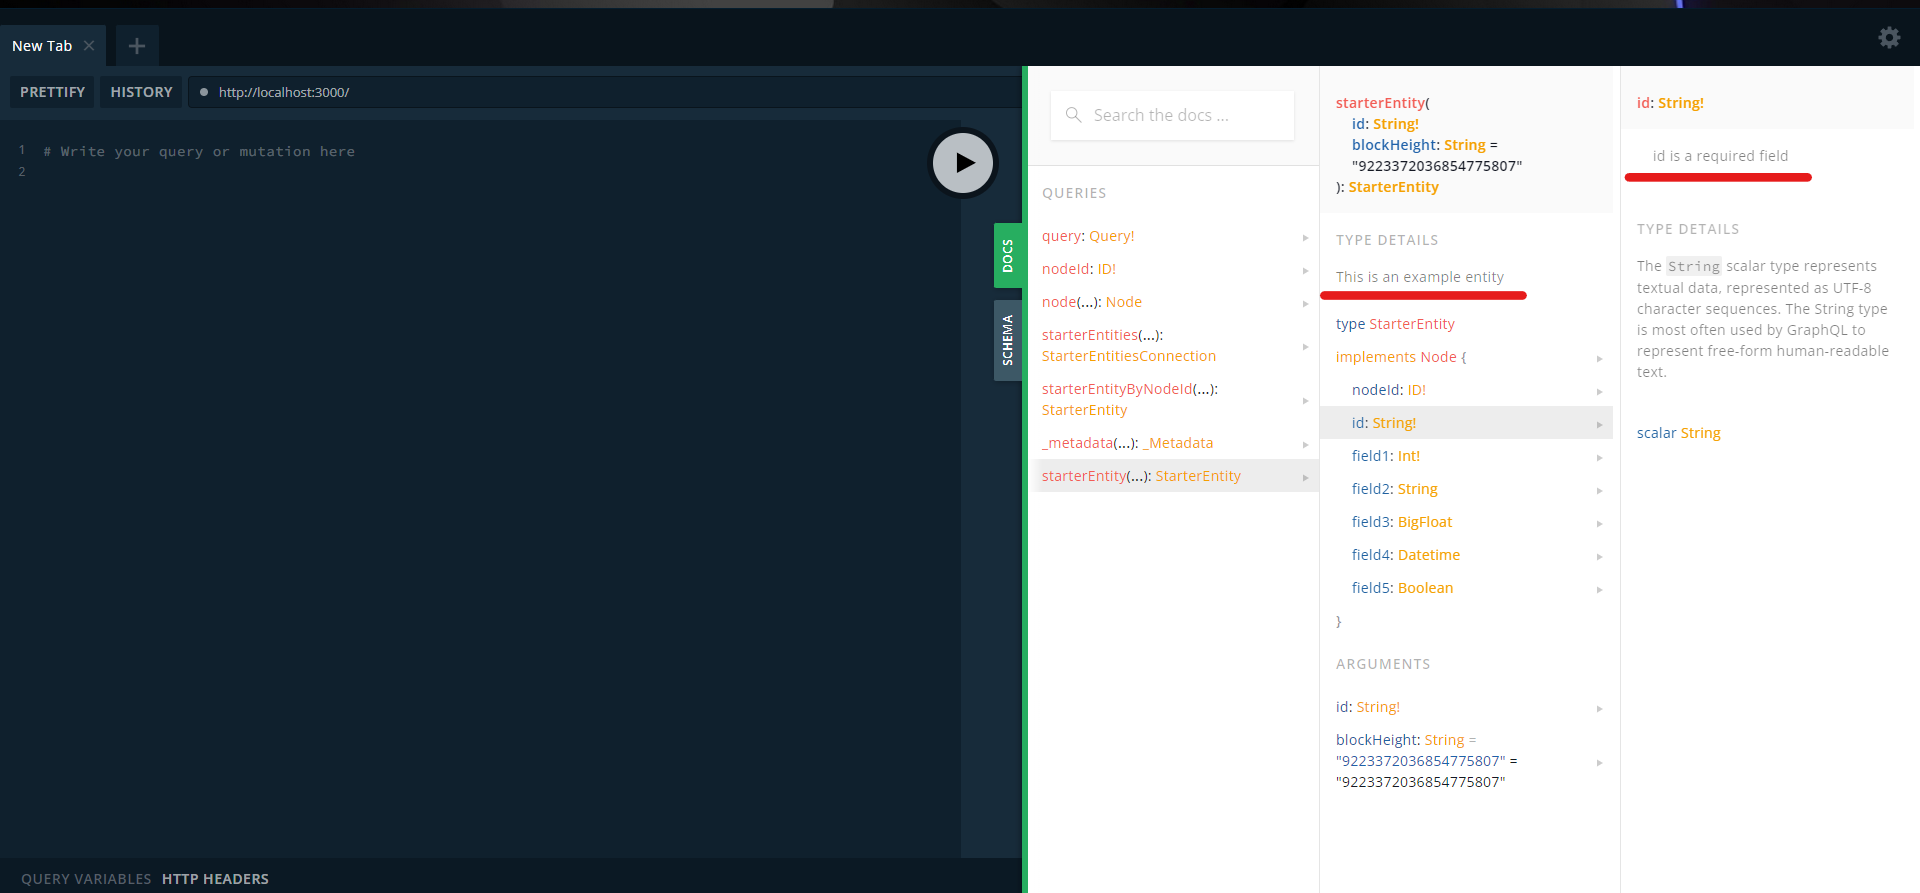 New Tab
PRETTIFY
HISTORY
http://localhost:3000/
1 # Write your query or mutation here
2
DOCS
SCHEMA
QUERY VARIABLES
HTTP HEADERS
Search the docs ...
QUERIES
query: Query!
nodeId: ID!
node(...): Node
starterEntities(...):
StarterEntitiesConnection
starterEntityByNodeId(...):
StarterEntity
_metadata(...): _Metadata
starterEntity(...): StarterEntity
starterEntity(
id: String!
blockHeight: String =
"9223372036854775807"
): StarterEntity
TYPE DETAILS
This is an example entity
type StarterEntity
implements Node {
nodeId: ID!
id: String!
field1: Int!
field2: String
field3: BigFloat
field4: Datetime
field5: Boolean
}
ARGUMENTS
id: String!
blockHeight: String =
"9223372036854775807" =
"9223372036854775807"
id: String!
id is a required field
TYPE DETAILS
The String scalar type represents
textual data, represented as UTF-8
character sequences. The String type
is most often used by GraphQL to
represent free-form human-readable
text.
scalar String